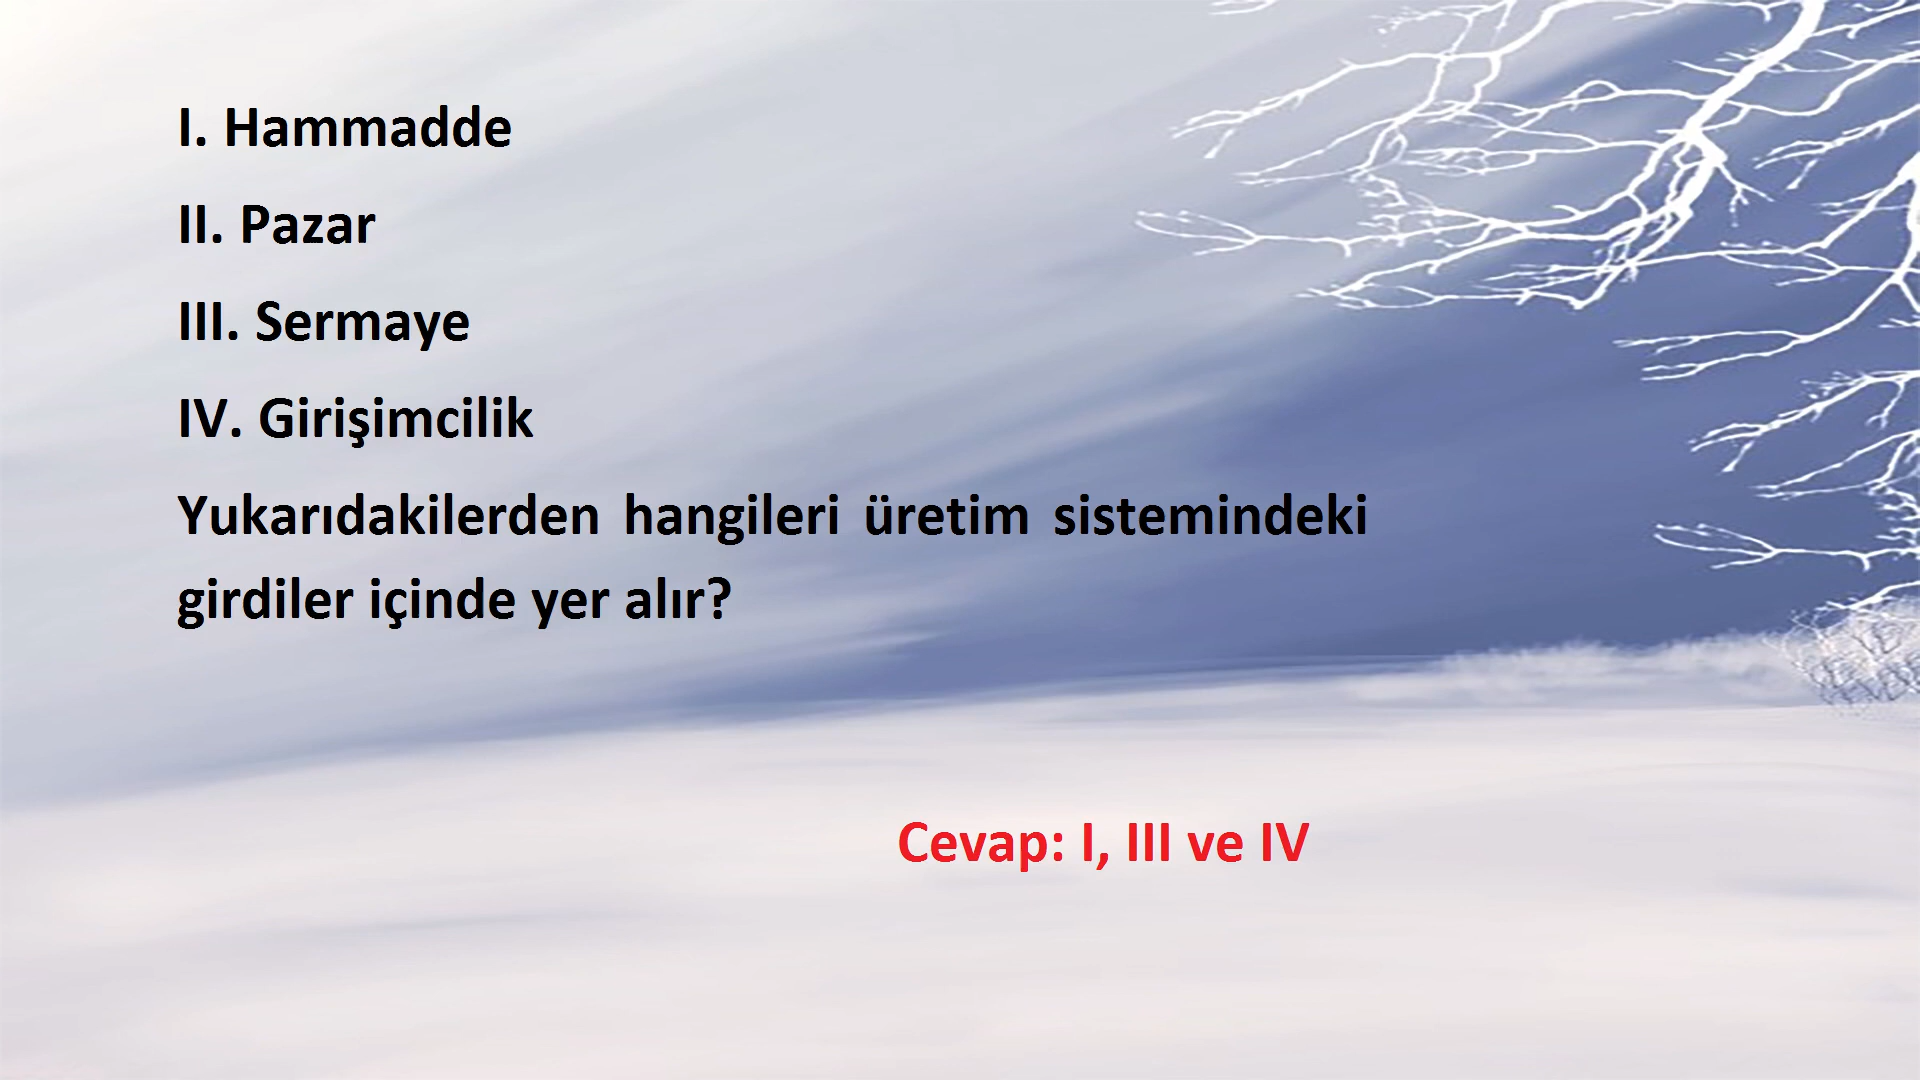 I. Hammadde
II. Pazar
III. Sermaye
IV. Girişimcilik
Yukarıdakilerden hangileri üretim sistemindeki
girdiler içinde yer alır?
Cevap: I, III ve IV